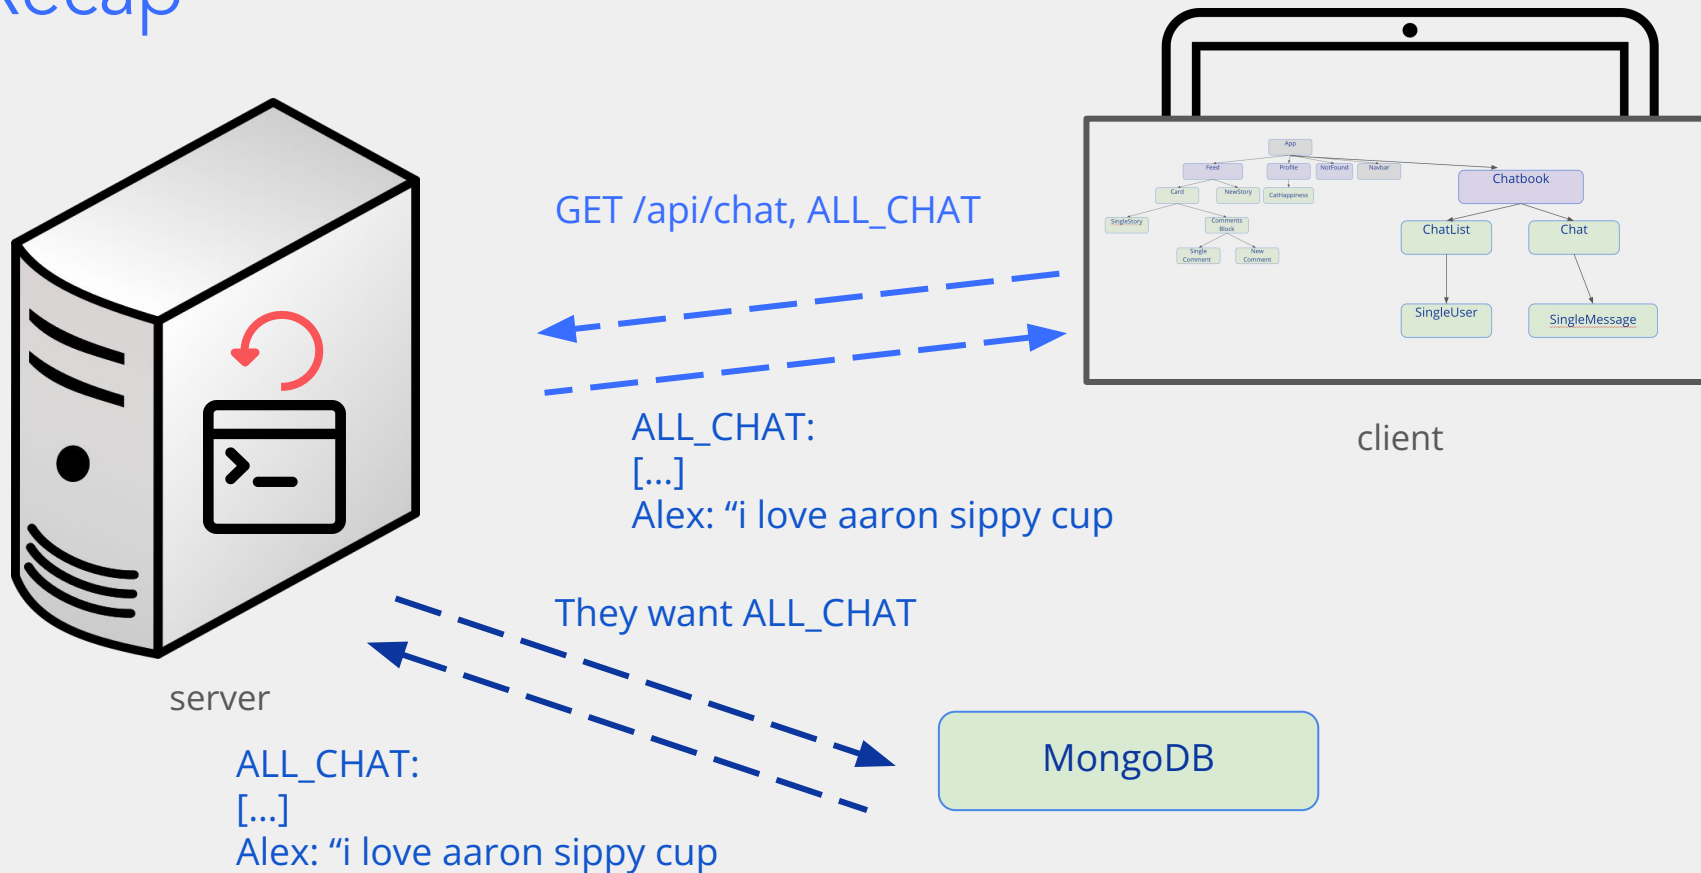 Recap
App
Feed
Profile
NotFound
Navbar
Chatbook
Card
NewStory
CatHappiness
SingleStory
Comments
Block
Single
Comment
New
Comment
ChatList
Chat
SingleUser
SingleMessage
GET /api/chat, ALL_CHAT
ALL_CHAT:
[...]
Alex: “i love aaron sippy cup
client
They want ALL_CHAT
server
MongoDB
ALL_CHAT:
[...]
Alex: “i love aaron sippy cup